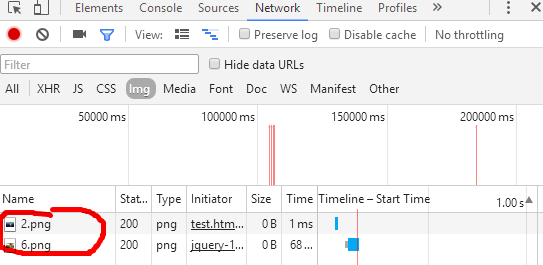 Elements Console Sources Network Timeline Profiles »
View: Preserve log Disable cache No throttling
Filter Hide data URLs
All XHR JS CSS Img Media Font Doc WS Manifest Other
50000 ms 100000 ms 150000 ms 200000 ms
Name Stat... Type Initiator Size Time Timeline – Start Time 1.00 s
2.png 200 png test.htm... 0 B 1 ms
6.png 200 png jquery-1... 0 B 68 ...